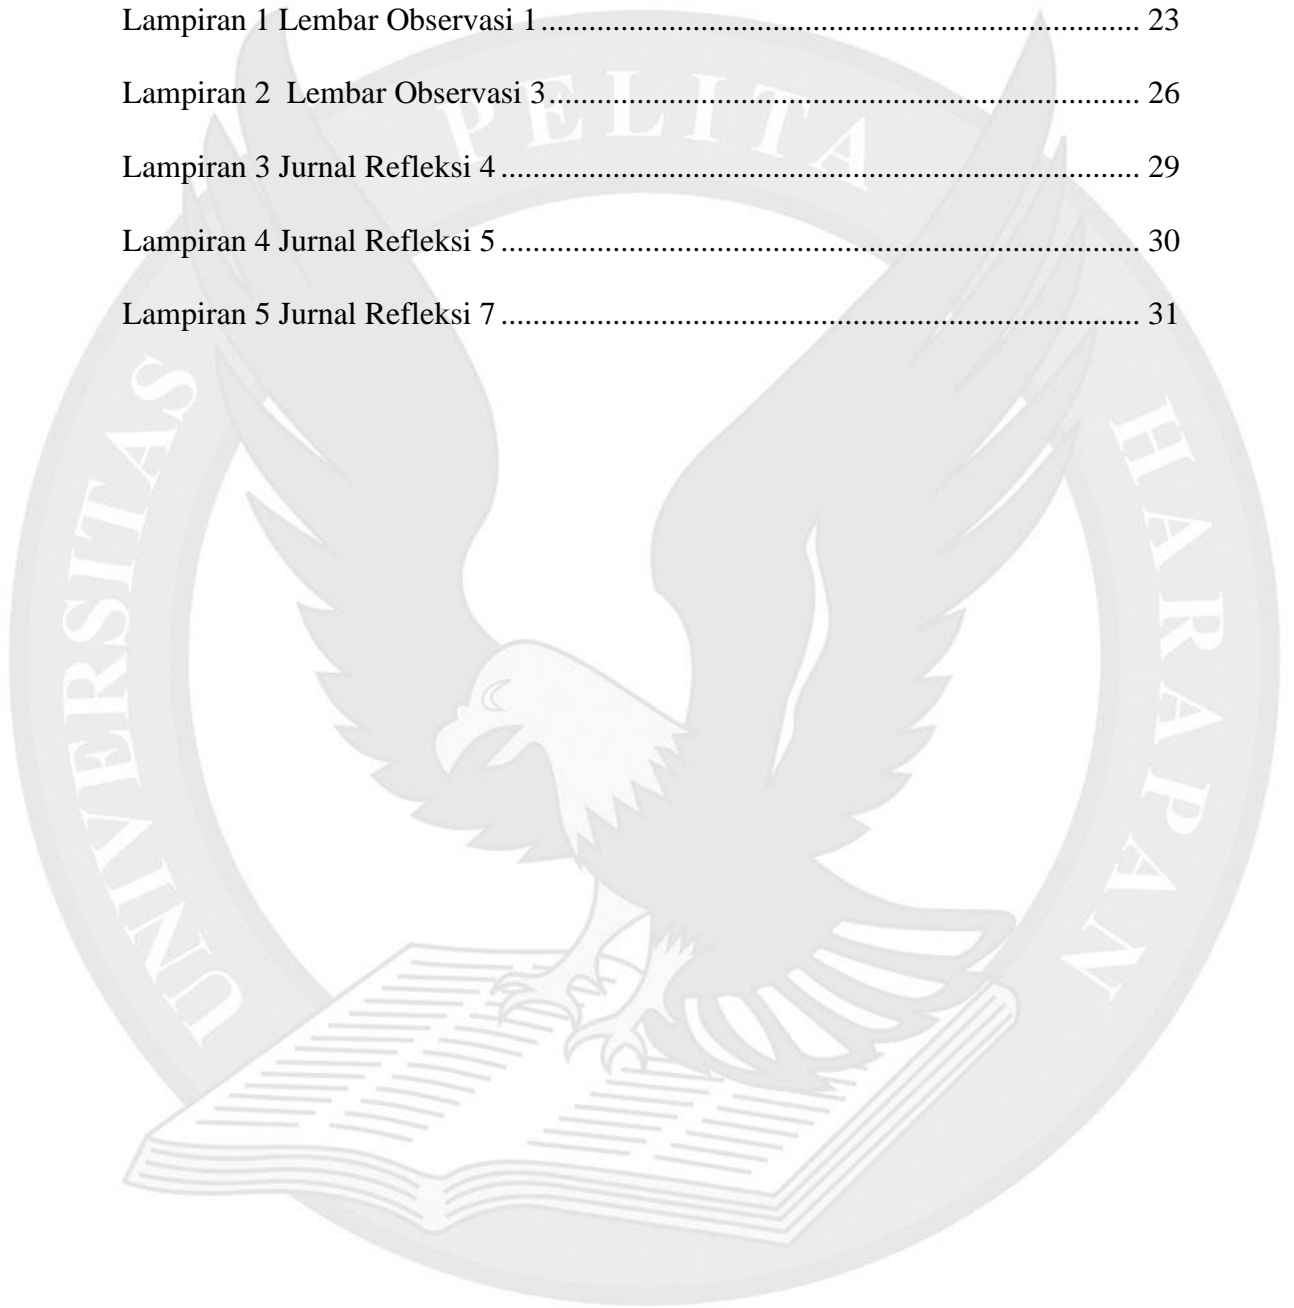 Lampiran 1 Lembar Observasi 1.......................................................................... 23
Lampiran 2  Lembar Observasi 3......................................................................... 26
Lampiran 3 Jurnal Refleksi 4 ............................................................................... 29
Lampiran 4 Jurnal Refleksi 5 ............................................................................... 30
Lampiran 5 Jurnal Refleksi 7 ............................................................................... 31
UNIVERSITAS PELITA HARAPAN